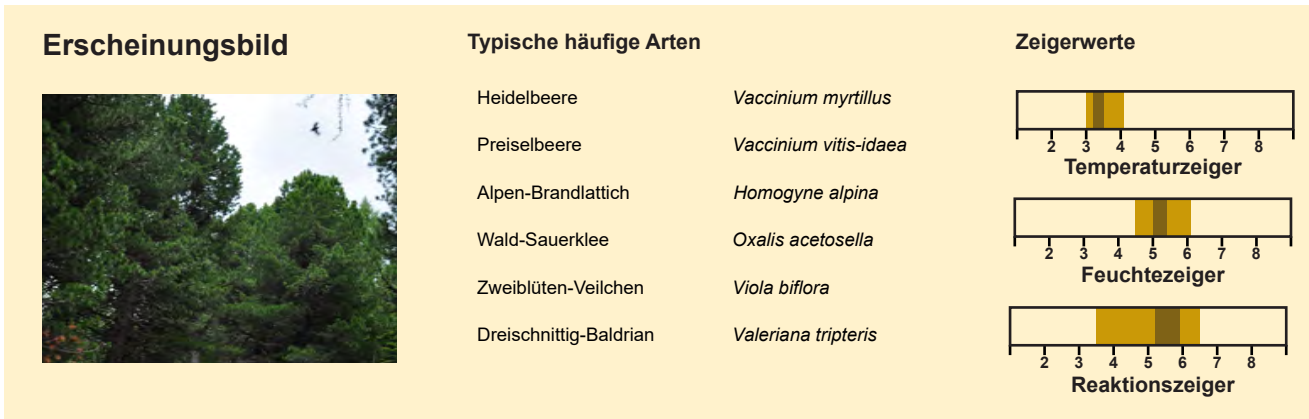 Erscheinungsbild
Typische häufige Arten
Heidelbeere Vaccinium myrtillus
Preiselbeere Vaccinium vitis-idaea
Alpen-Brandlattich Homogyne alpina
Wald-Sauerklee Oxalis acetosella
Zweiblüten-Veilchen Viola biflora
Dreischnittig-Baldrian Valeriana tripteris
Zeigerwerte
2 3 4 5 6 7 8
Temperaturzeiger
2 3 4 5 6 7 8
Feuchtezeiger
2 3 4 5 6 7 8
Reaktionszeiger